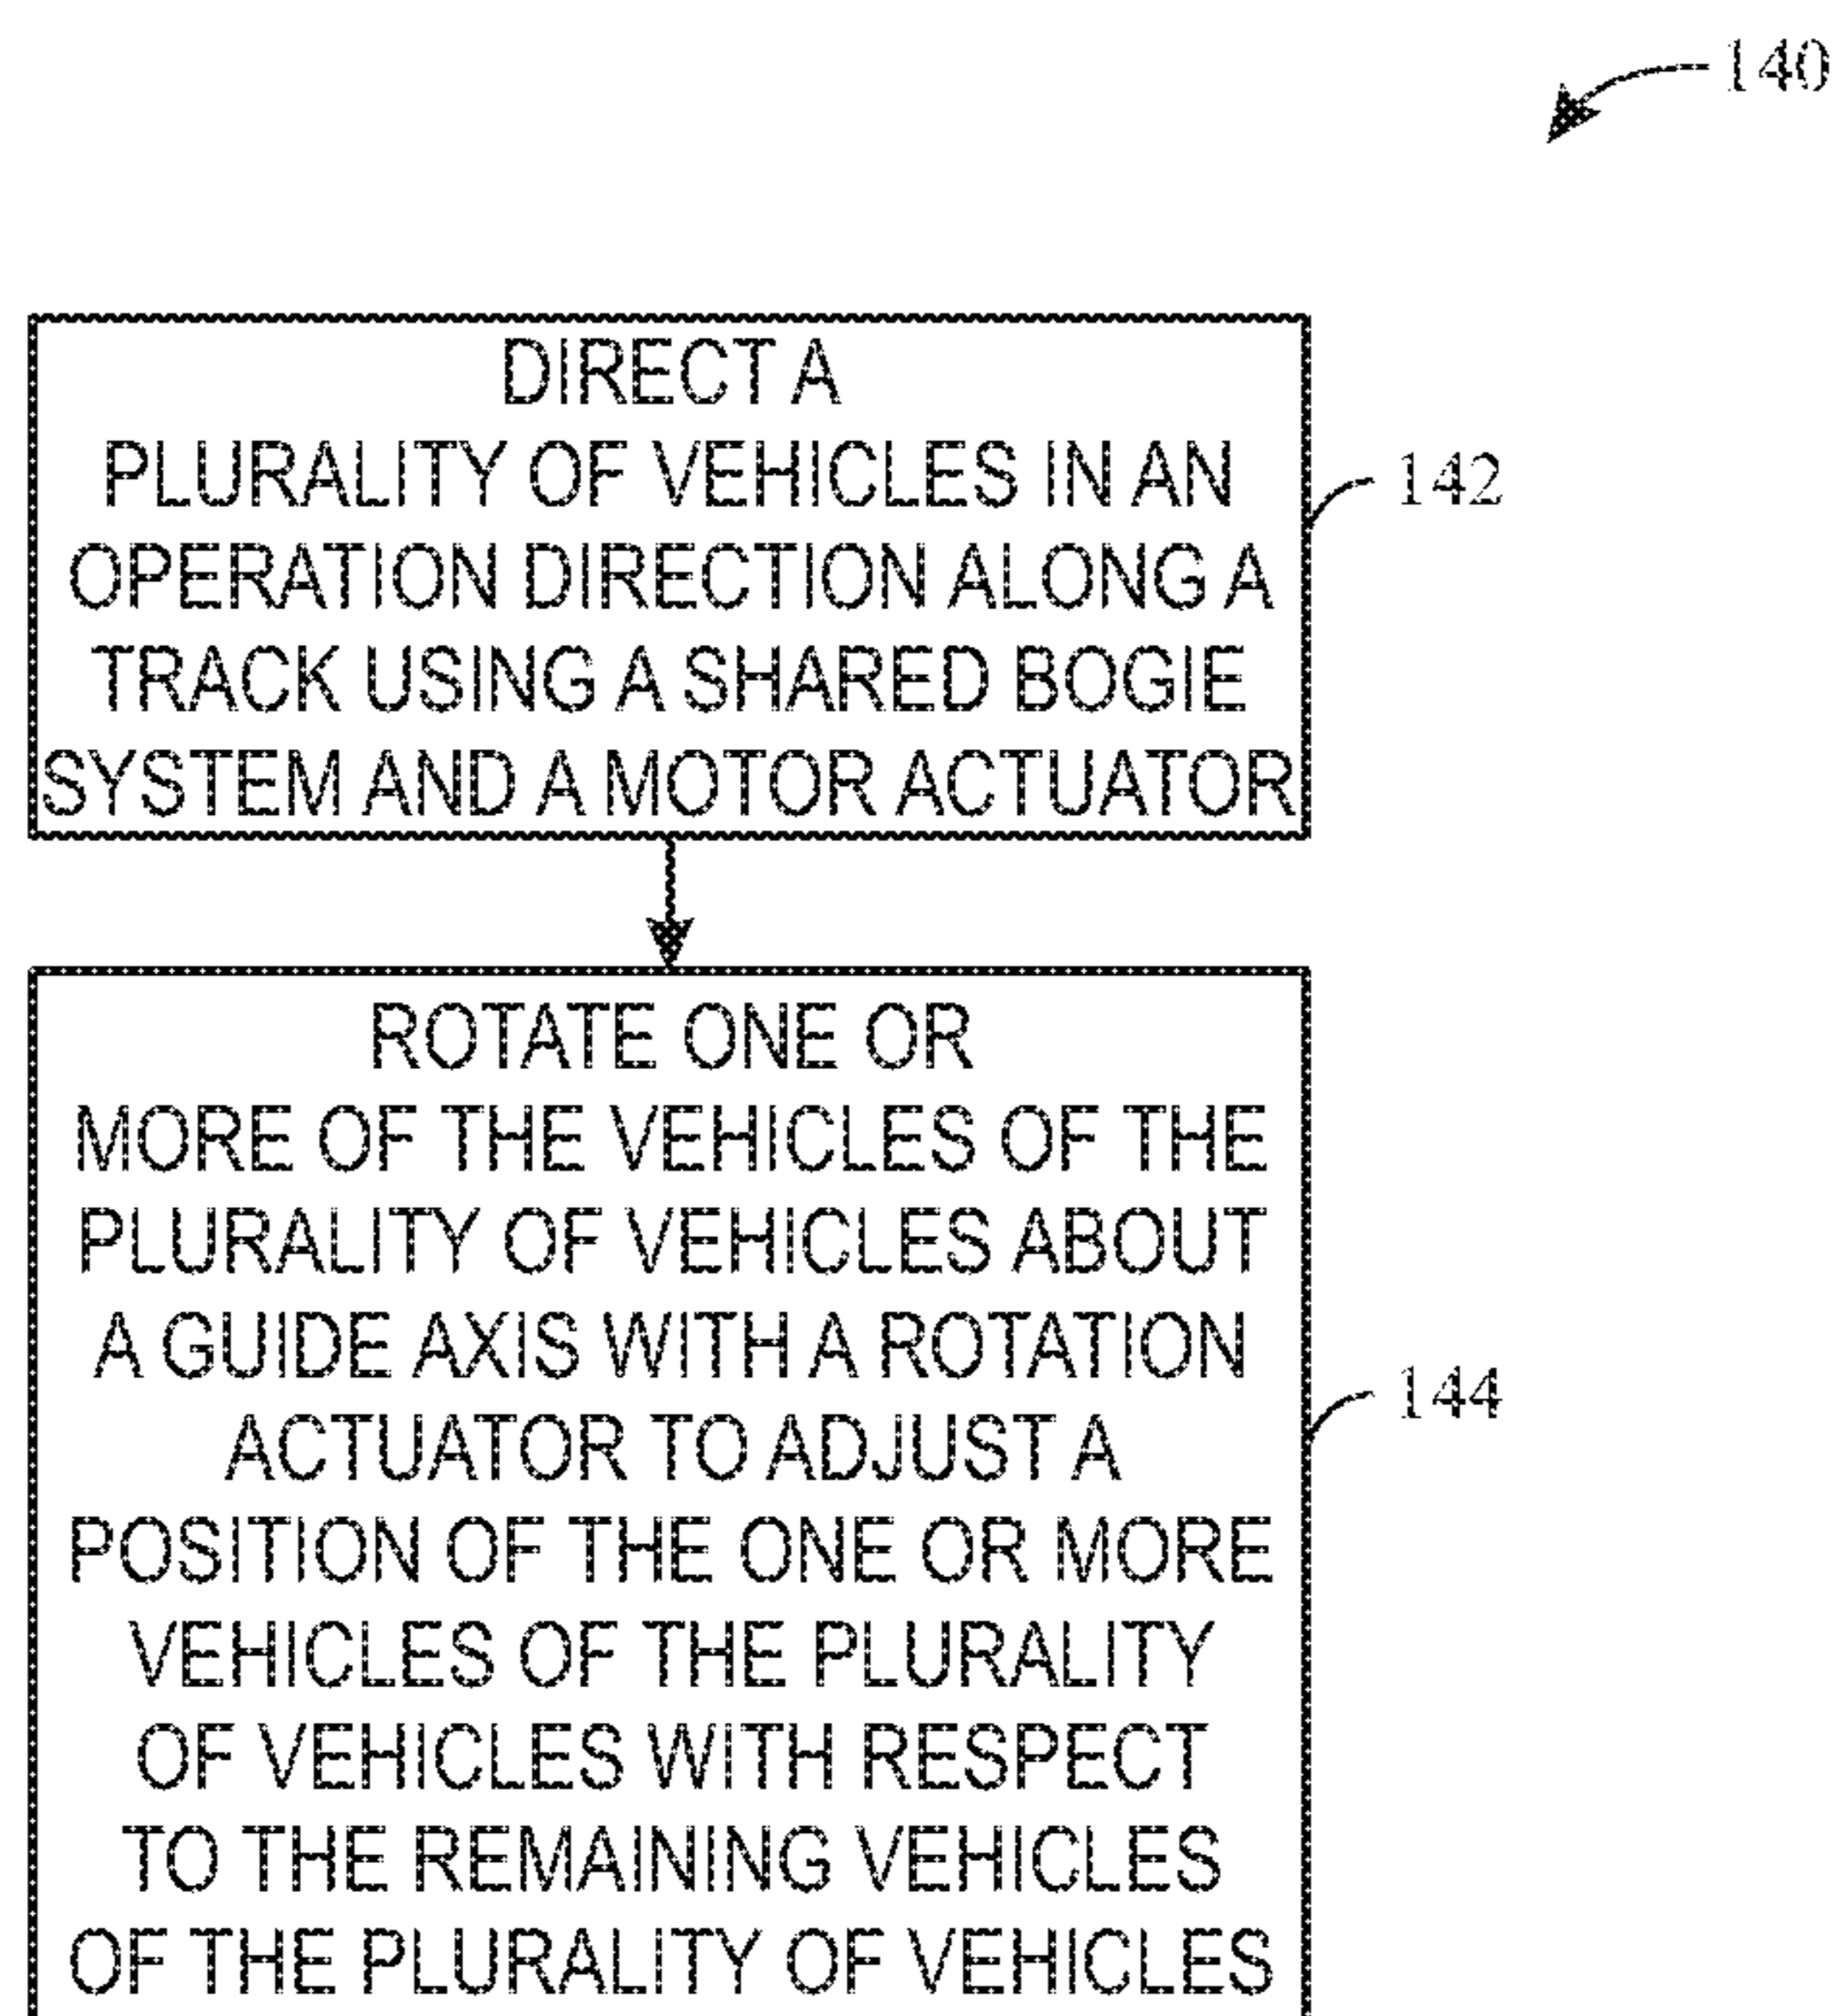 140
DIRECT A
PLURALITY OF VEHICLES IN AN
OPERATION DIRECTION ALONG A
TRACK USING A SHARED BOGIE
SYSTEM AND A MOTOR ACTUATOR
142
ROTATE ONE OR
MORE OF THE VEHICLES OF THE
PLURALITY OF VEHICLES ABOUT
A GUIDE AXIS WITH A ROTATION
ACTUATOR TO ADJUST A
POSITION OF THE ONE OR MORE
VEHICLES OF THE PLURALITY
OF VEHICLES WITH RESPECT
TO THE REMAINING VEHICLES
OF THE PLURALITY OF VEHICLES
144